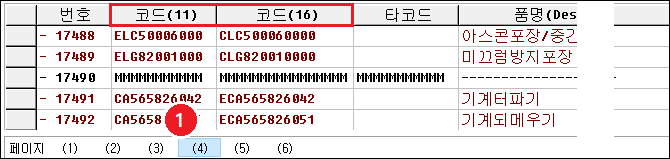 번호 코드(11) 코드(16) 타코드 품명(Des
- 17488 ELC50006000 CLC500060000 아스콘포장/중간
- 17489 ELG82001000 CLG820010000 미끄럼방지포장
- 17490 MMMMMMMMMMM MMMMMMMMMMMMMMMM MMMMMMMMMMM --------------------
- 17491 CA565826042 ECA565826042 기계터파기
- 17492 CA5658 ECA565826051 기계되메우기
1
페이지 (1) (2) (3) (4) (5) (6)